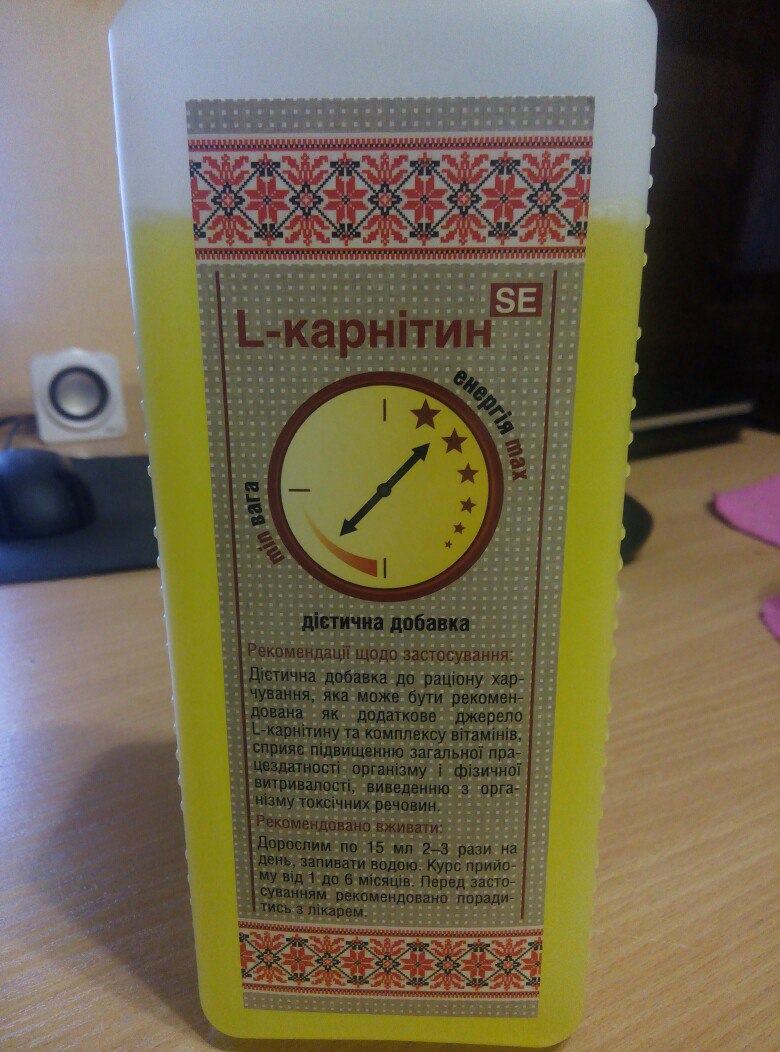 L-карнітин SE
енергія max
min вага
дієтична добавка
Рекомендації щодо застосування:
Дієтична добавка до раціону хар-
чування, яка може бути рекомен-
дована як додаткове джерело
L-карнітину та комплексу вітамінів,
сприяє підвищенню загальної пра-
цездатності організму і фізичної
витривалості, виведенню з орга-
нізму токсичних речовин.
Рекомендовано вживати:
Дорослим по 15 мл 2–3 рази на
день, запивати водою. Курс прийо-
му від 1 до 6 місяців. Перед засто-
суванням рекомендовано поради-
тись з лікарем.